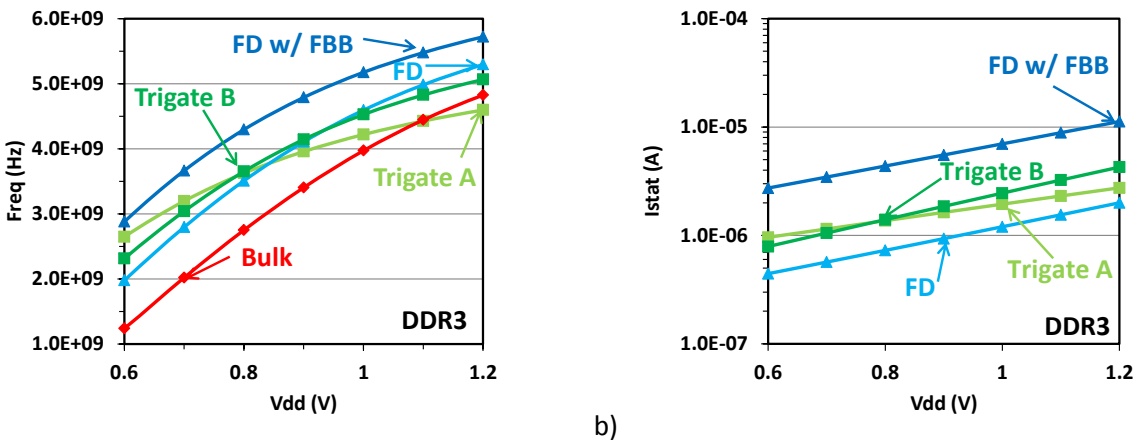 6.0E+09
5.0E+09
4.0E+09
3.0E+09
2.0E+09
1.0E+09
Freq (Hz)
FD w/ FBB
FD
Trigate B
Trigate A
Bulk
DDR3
0.6
0.8
1
1.2
Vdd (V)
b)
1.0E-04
1.0E-05
1.0E-06
1.0E-07
Istat (A)
FD w/ FBB
Trigate B
Trigate A
FD
DDR3
0.6
0.8
1
1.2
Vdd (V)